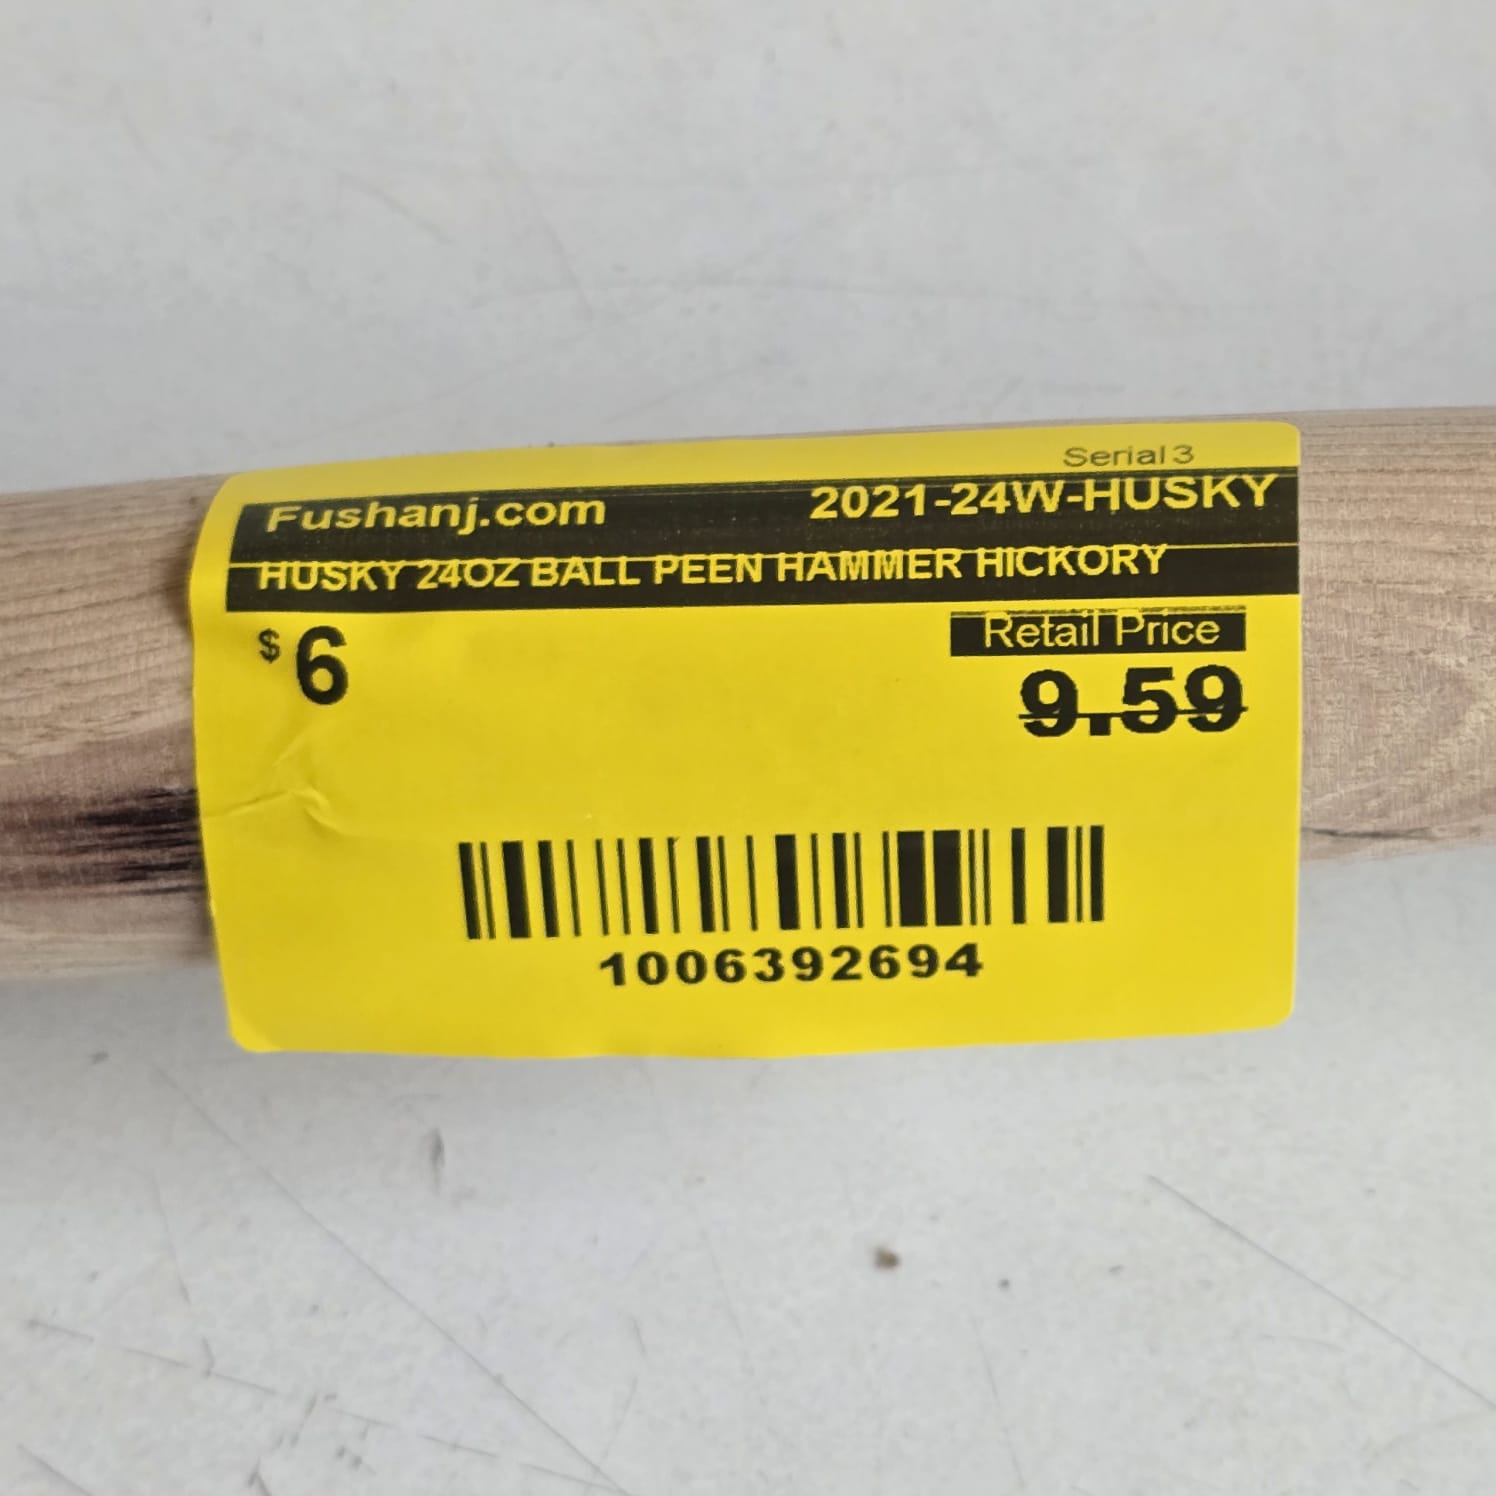 Serial 3
Fushanj.com 2021-24W-HUSKY
HUSKY 24OZ BALL PEEN HAMMER HICKORY
$ 6
Retail Price
9.59
1006392694